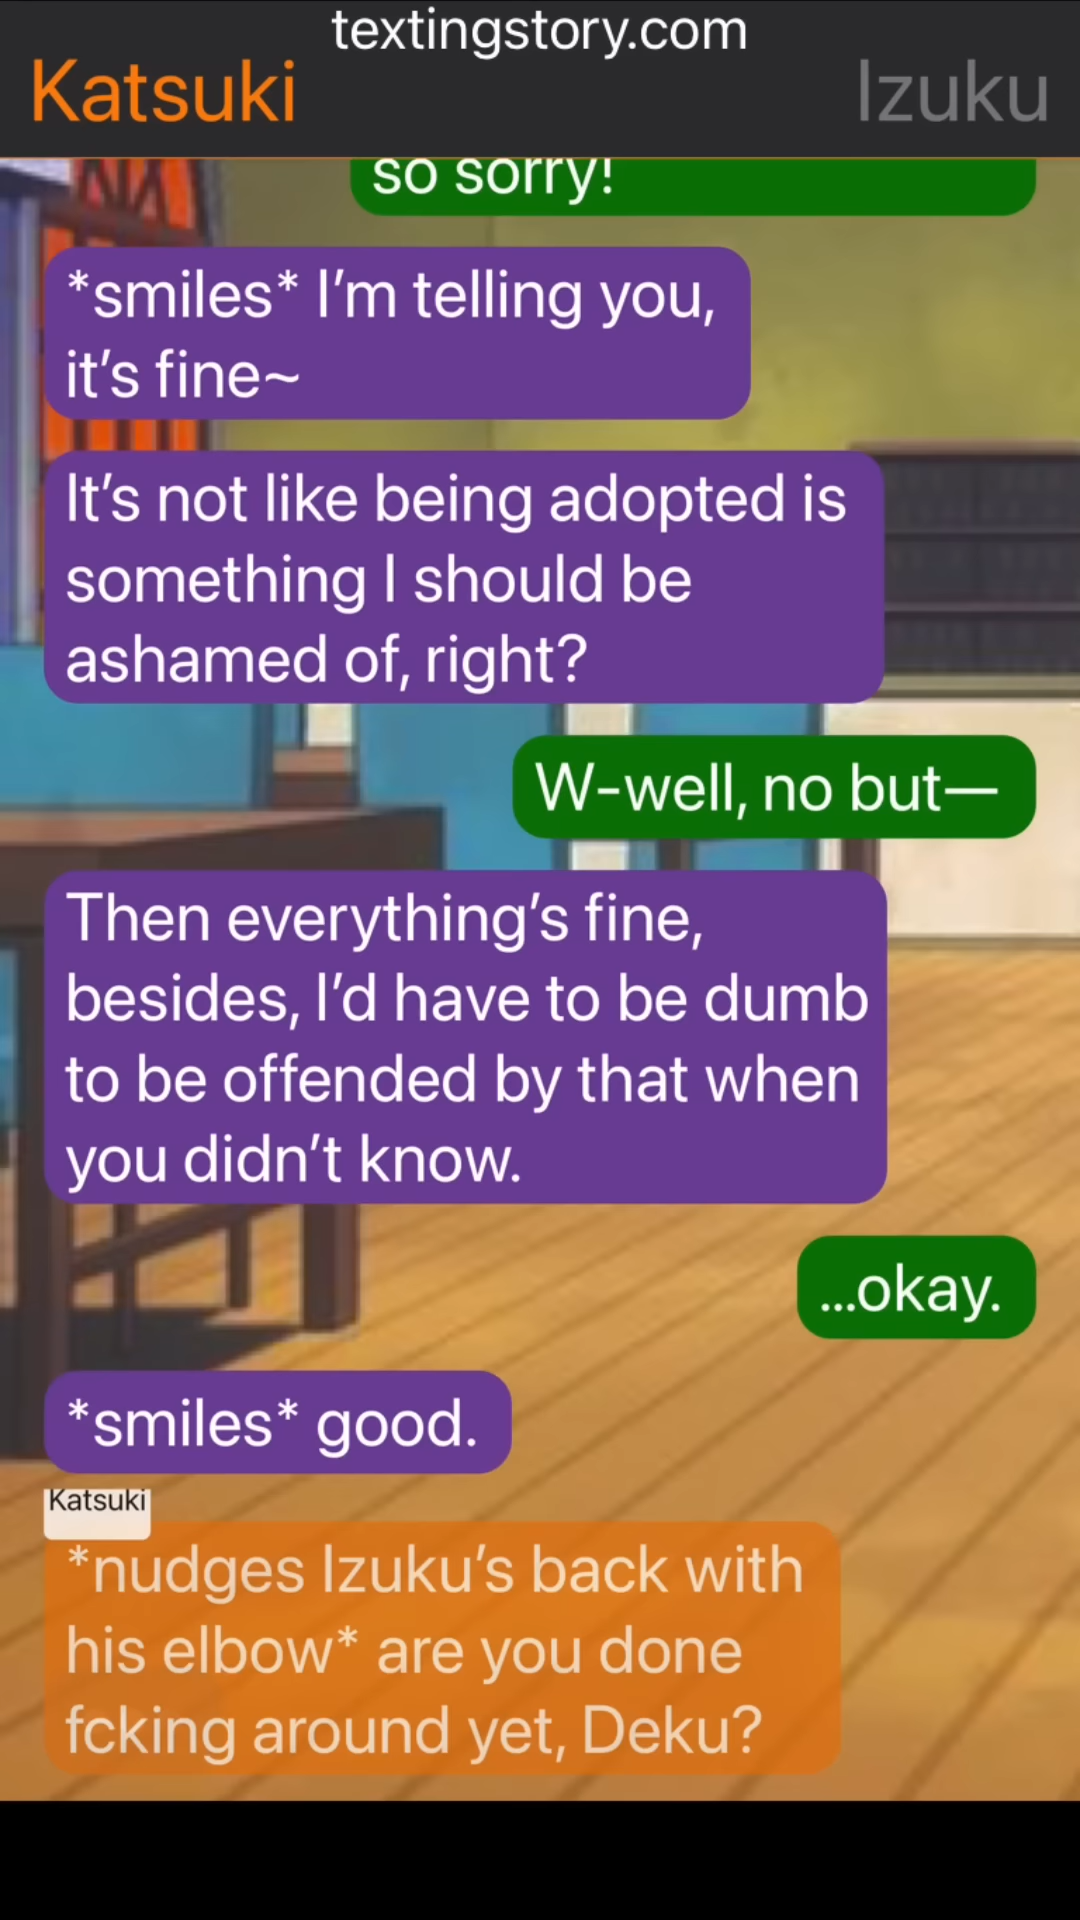 textingstory.com
Katsuki
Izuku
so sorry!
*smiles* I’m telling you,
it’s fine~
It’s not like being adopted is
something I should be
ashamed of, right?
W-well, no but—
Then everything’s fine,
besides, I’d have to be dumb
to be offended by that when
you didn’t know.
...okay.
*smiles* good.
Katsuki
*nudges Izuku’s back with
his elbow* are you done
fcking around yet, Deku?